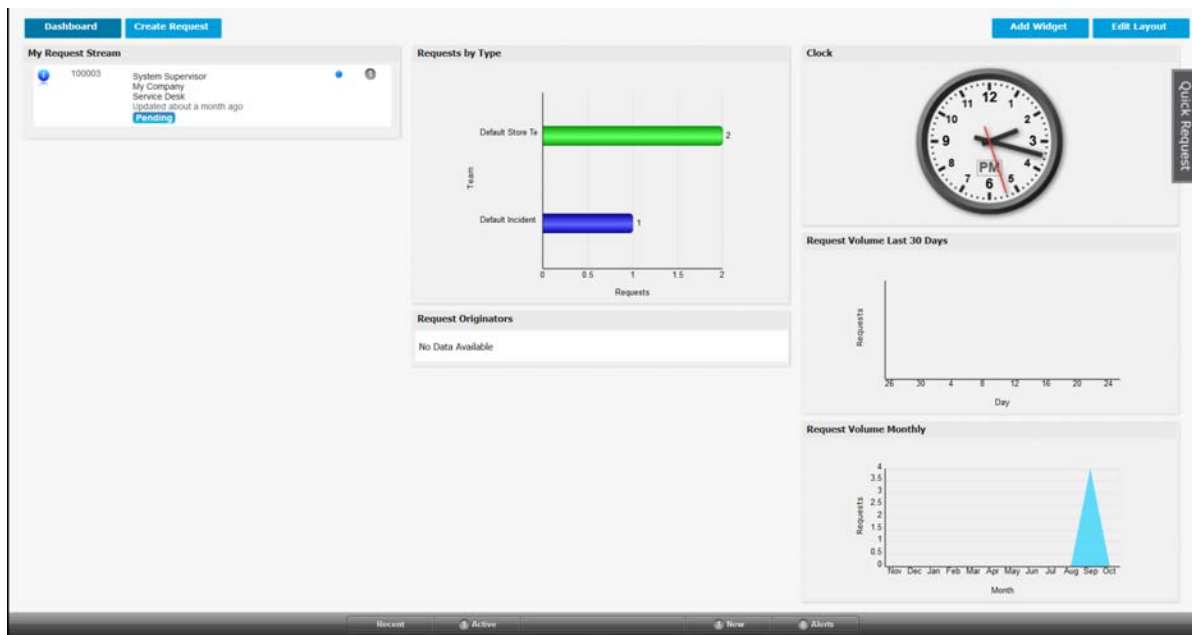 Dashboard
Create Request
Add Widget
Edit Layout
My Request Stream
100003
System Supervisor
My Company
Service Desk
Updated about a month ago
Pending
Requests by Type
Team
Default Store Te
2
Default Incident
1
0 0.5 1 1.5 2
Requests
Request Originators
No Data Available
Clock
12
1
2
3
4
5
6
7
8
9
10
11
PM
Quick Request
Request Volume Last 30 Days
Requests
26 30 4 8 12 16 20 24
Day
Request Volume Monthly
Requests
4
3.5
3
2.5
2
1.5
1
0.5
0
Nov Dec Jan Feb Mar Apr May Jun Jul Aug Sep Oct
Month
Recent
Active
New
Alerts